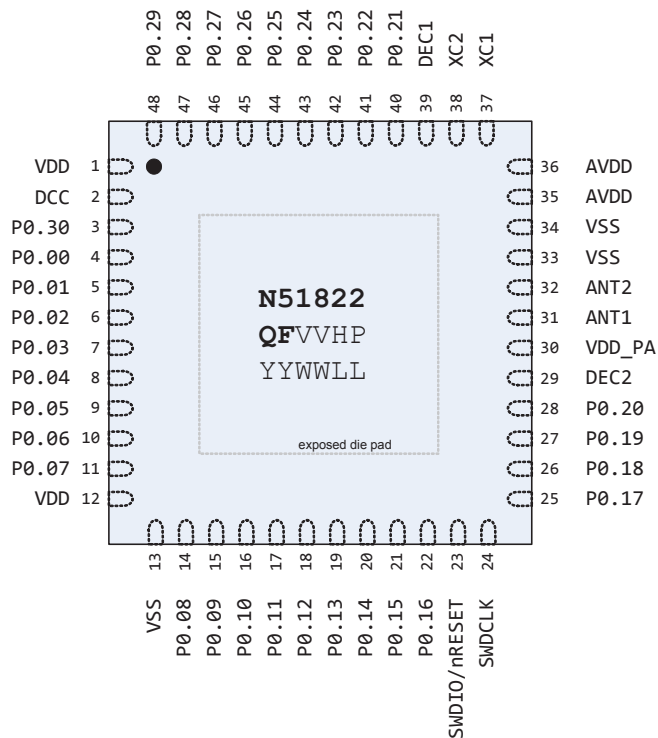 P0.29 P0.28 P0.27 P0.26 P0.25 P0.24 P0.23 P0.22 P0.21 DEC1 XC2 XC1
48 47 46 45 44 43 42 41 40 39 38 37
VDD 1 36 AVDD
DCC 2 35 AVDD
P0.30 3 34 VSS
P0.00 4 33 VSS
P0.01 5 32 ANT2
P0.02 6 31 ANT1
P0.03 7 30 VDD_PA
P0.04 8 29 DEC2
P0.05 9 28 P0.20
P0.06 10 27 P0.19
P0.07 11 26 P0.18
VDD 12 25 P0.17
N51822
QFVVHP
YYWWLL
exposed die pad
13 14 15 16 17 18 19 20 21 22 23 24
VSS P0.08 P0.09 P0.10 P0.11 P0.12 P0.13 P0.14 P0.15 P0.16 SWDIO/nRESET SWDCLK